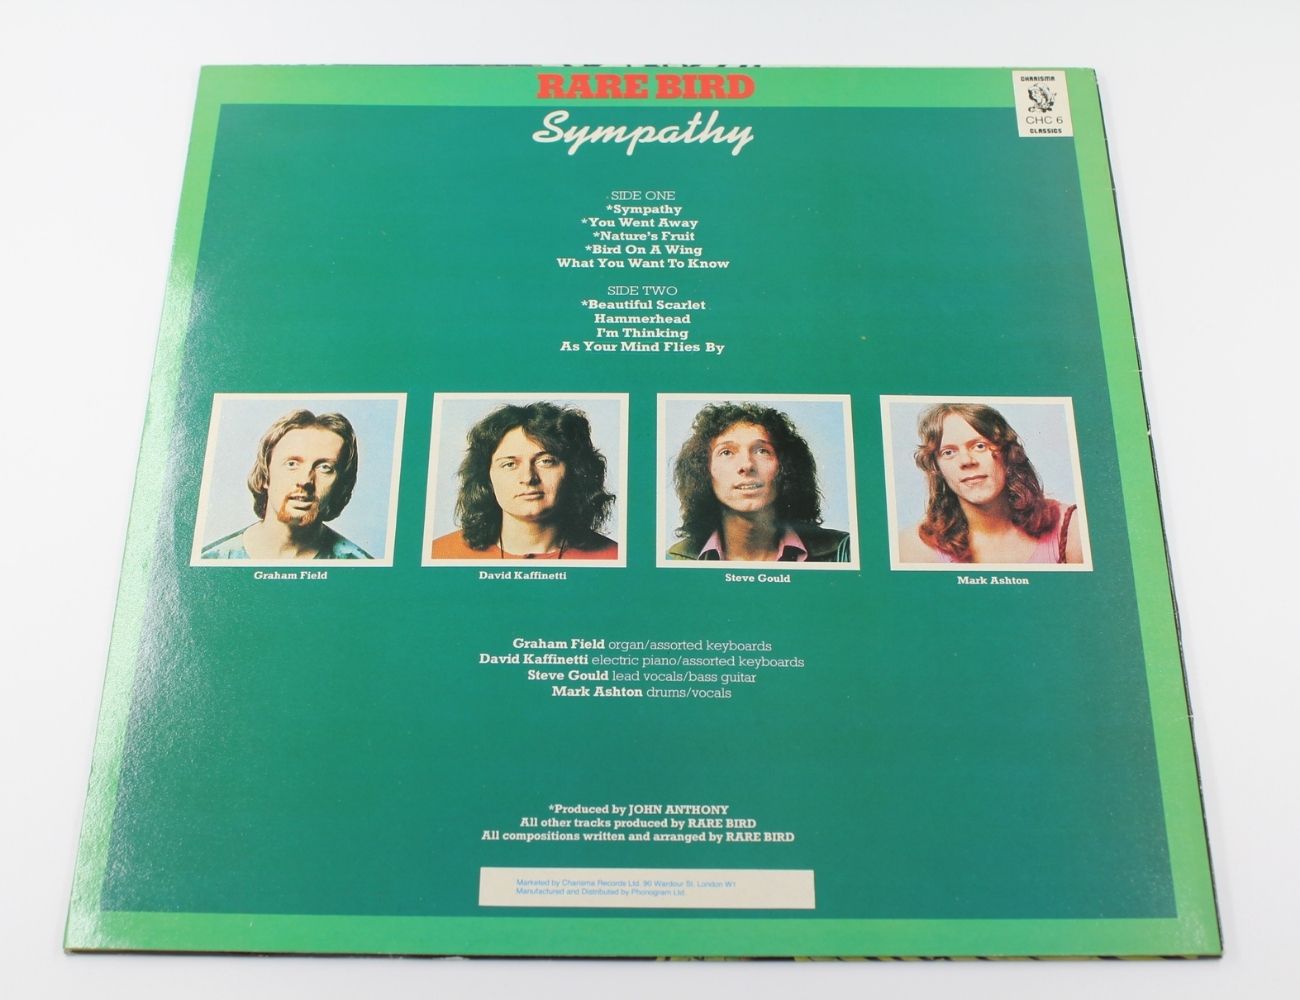 RARE BIRD
Sympathy
CHARISMA
CHC 6
CLASSICS
SIDE ONE
*Sympathy
*You Went Away
*Nature's Fruit
*Bird On A Wing
What You Want To Know
SIDE TWO
*Beautiful Scarlet
Hammerhead
I'm Thinking
As Your Mind Flies By
Graham Field
David Kaffinetti
Steve Gould
Mark Ashton
Graham Field organ/assorted keyboards
David Kaffinetti electric piano/assorted keyboards
Steve Gould lead vocals/bass guitar
Mark Ashton drums/vocals
*Produced by JOHN ANTHONY
All other tracks produced by RARE BIRD
All compositions written and arranged by RARE BIRD
Marketed by Charisma Records Ltd. 90 Wardour St. London W1
Manufactured and Distributed by Phonogram Ltd.